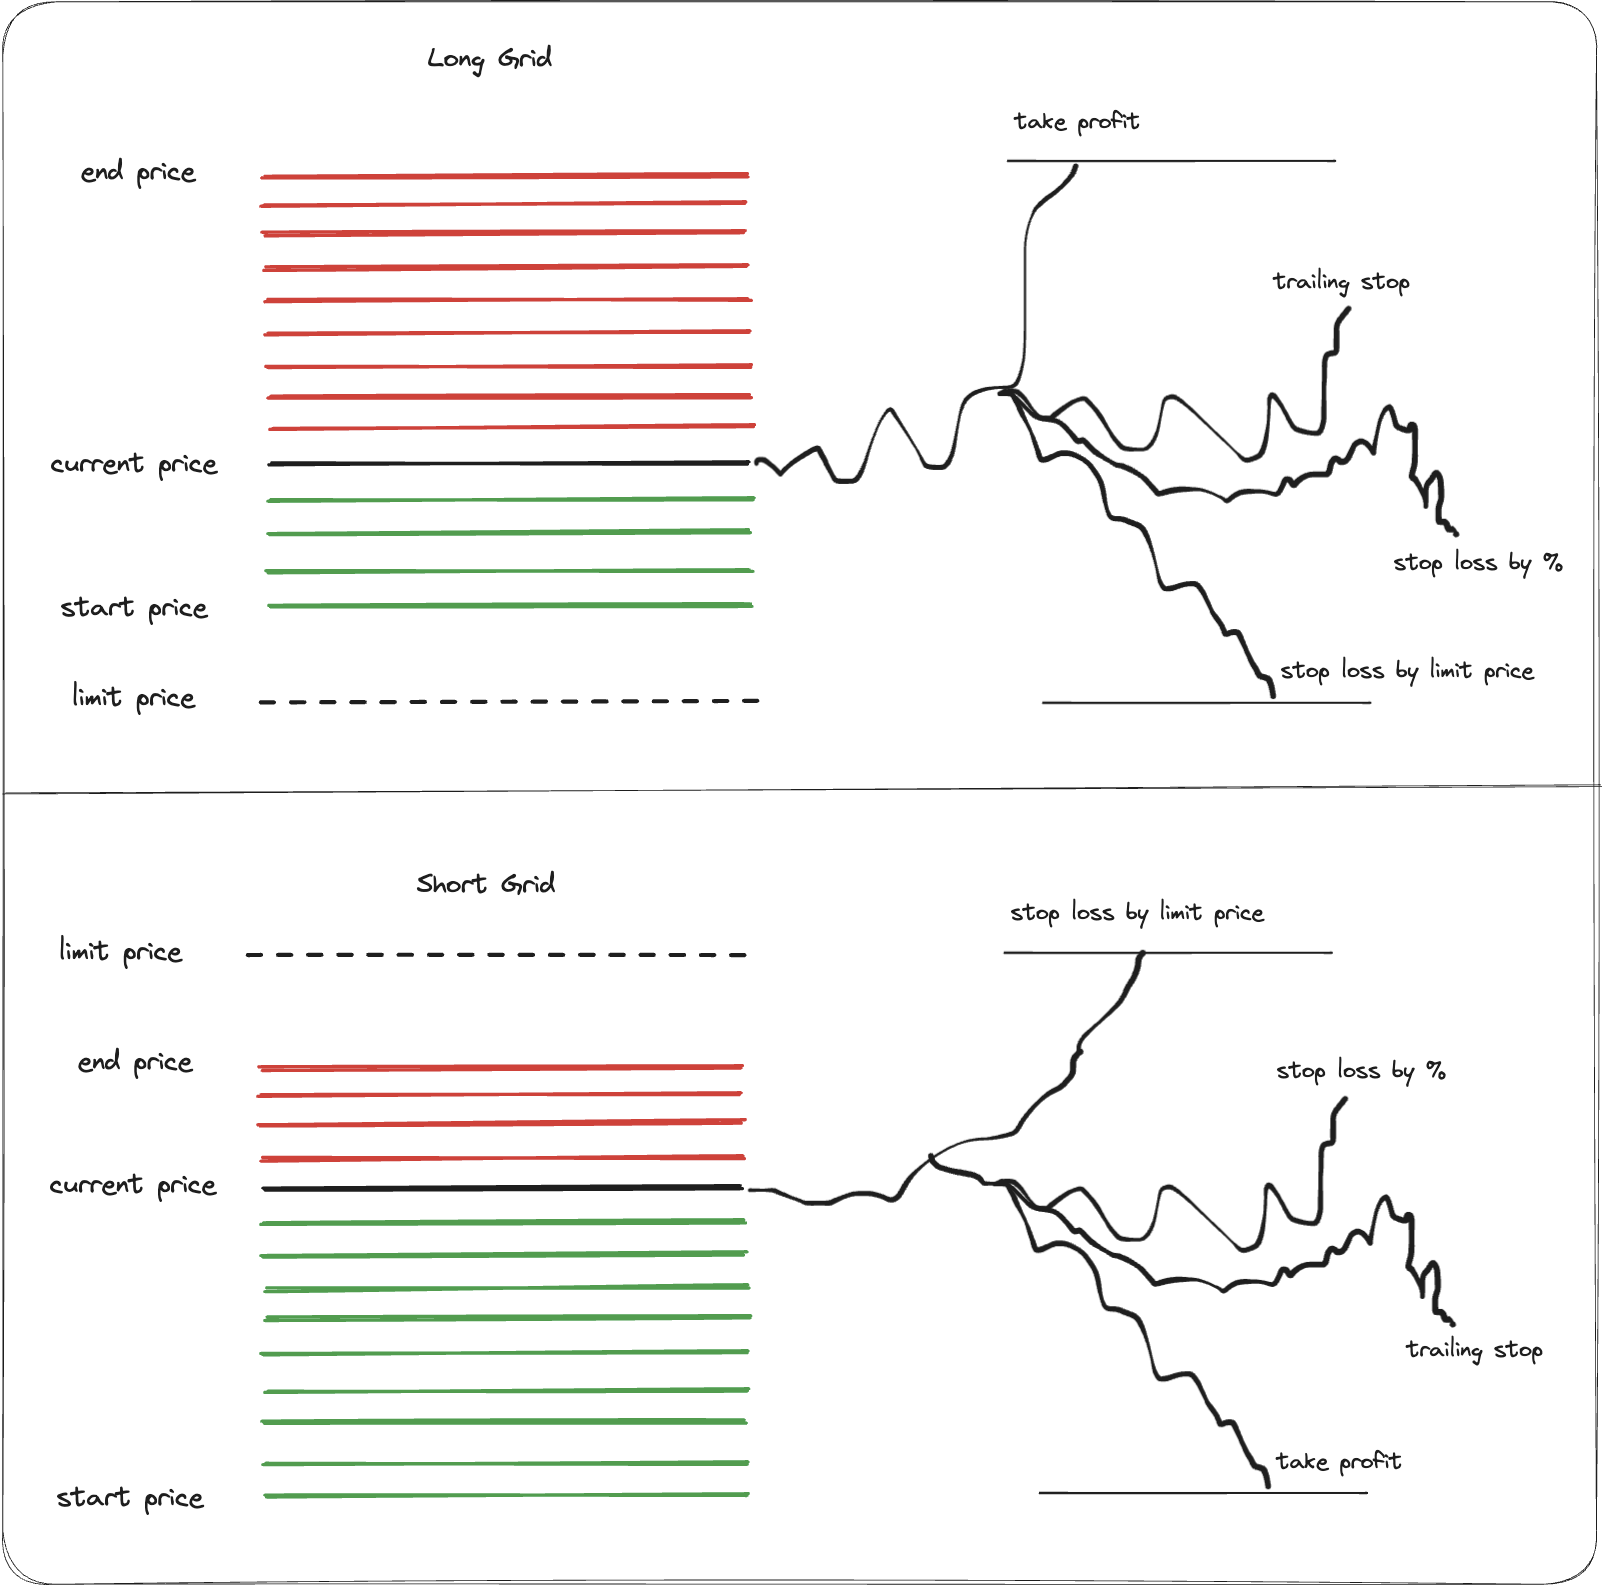 Long Grid
take profit
end price
trailing stop
current price
stop loss by %
start price
stop loss by limit price
limit price
Short Grid
stop loss by limit price
limit price
end price
stop loss by %
current price
trailing stop
take profit
start price